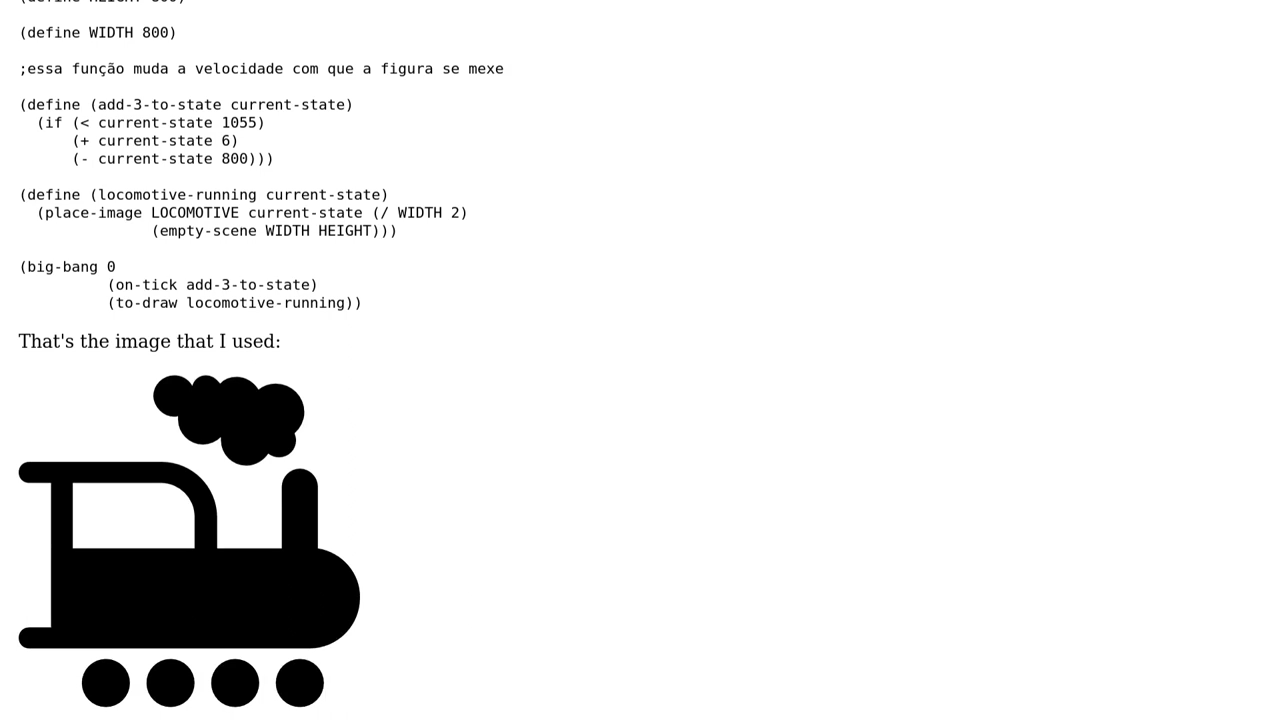 (define HEIGHT 800)
(define WIDTH 800)
;essa função muda a velocidade com que a figura se mexe
(define (add-3-to-state current-state)
  (if (< current-state 1055)
      (+ current-state 6)
      (- current-state 800)))
(define (locomotive-running current-state)
  (place-image LOCOMOTIVE current-state (/ WIDTH 2)
               (empty-scene WIDTH HEIGHT)))
(big-bang 0
          (on-tick add-3-to-state)
          (to-draw locomotive-running))
That's the image that I used: